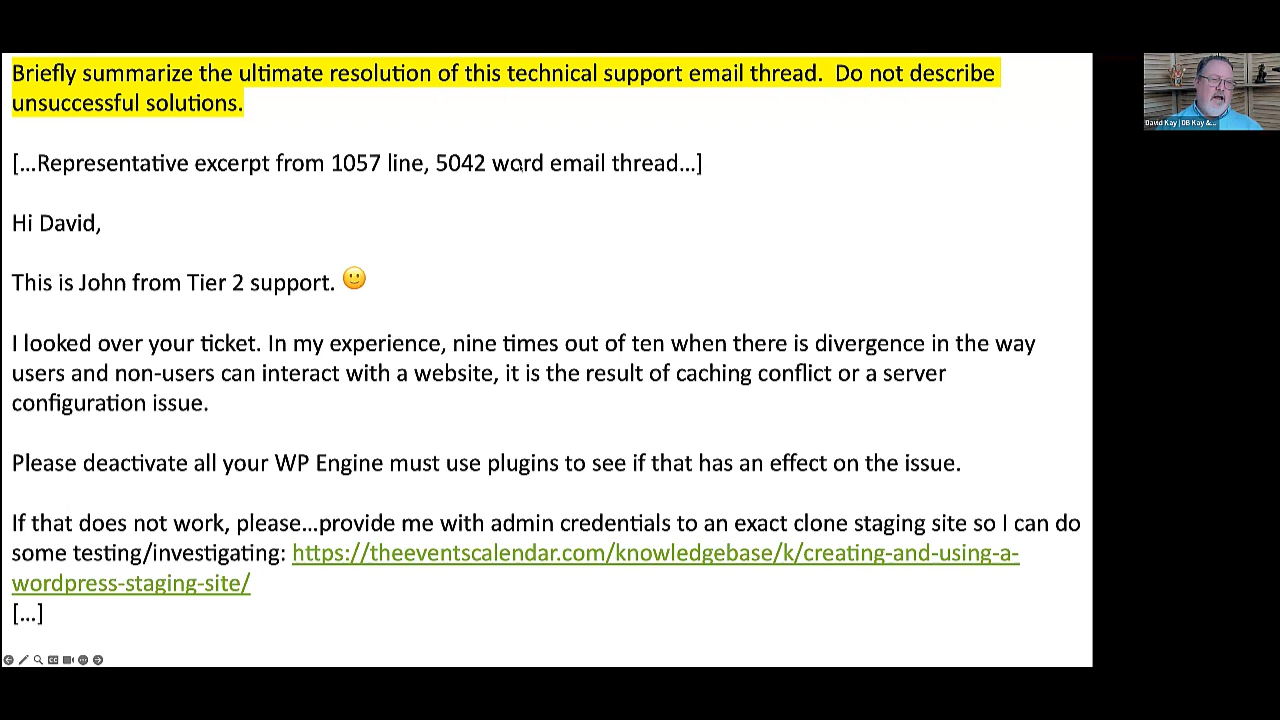 Briefly summarize the ultimate resolution of this technical support email thread.  Do not describe
unsuccessful solutions.
[...Representative excerpt from 1057 line, 5042 word email thread...]
Hi David,
This is John from Tier 2 support. 🙂
I looked over your ticket. In my experience, nine times out of ten when there is divergence in the way
users and non-users can interact with a website, it is the result of caching conflict or a server
configuration issue.
Please deactivate all your WP Engine must use plugins to see if that has an effect on the issue.
If that does not work, please...provide me with admin credentials to an exact clone staging site so I can do
some testing/investigating: https://theeventscalendar.com/knowledgebase/k/creating-and-using-a-
wordpress-staging-site/
[...]
David Kay | DB Kay &...